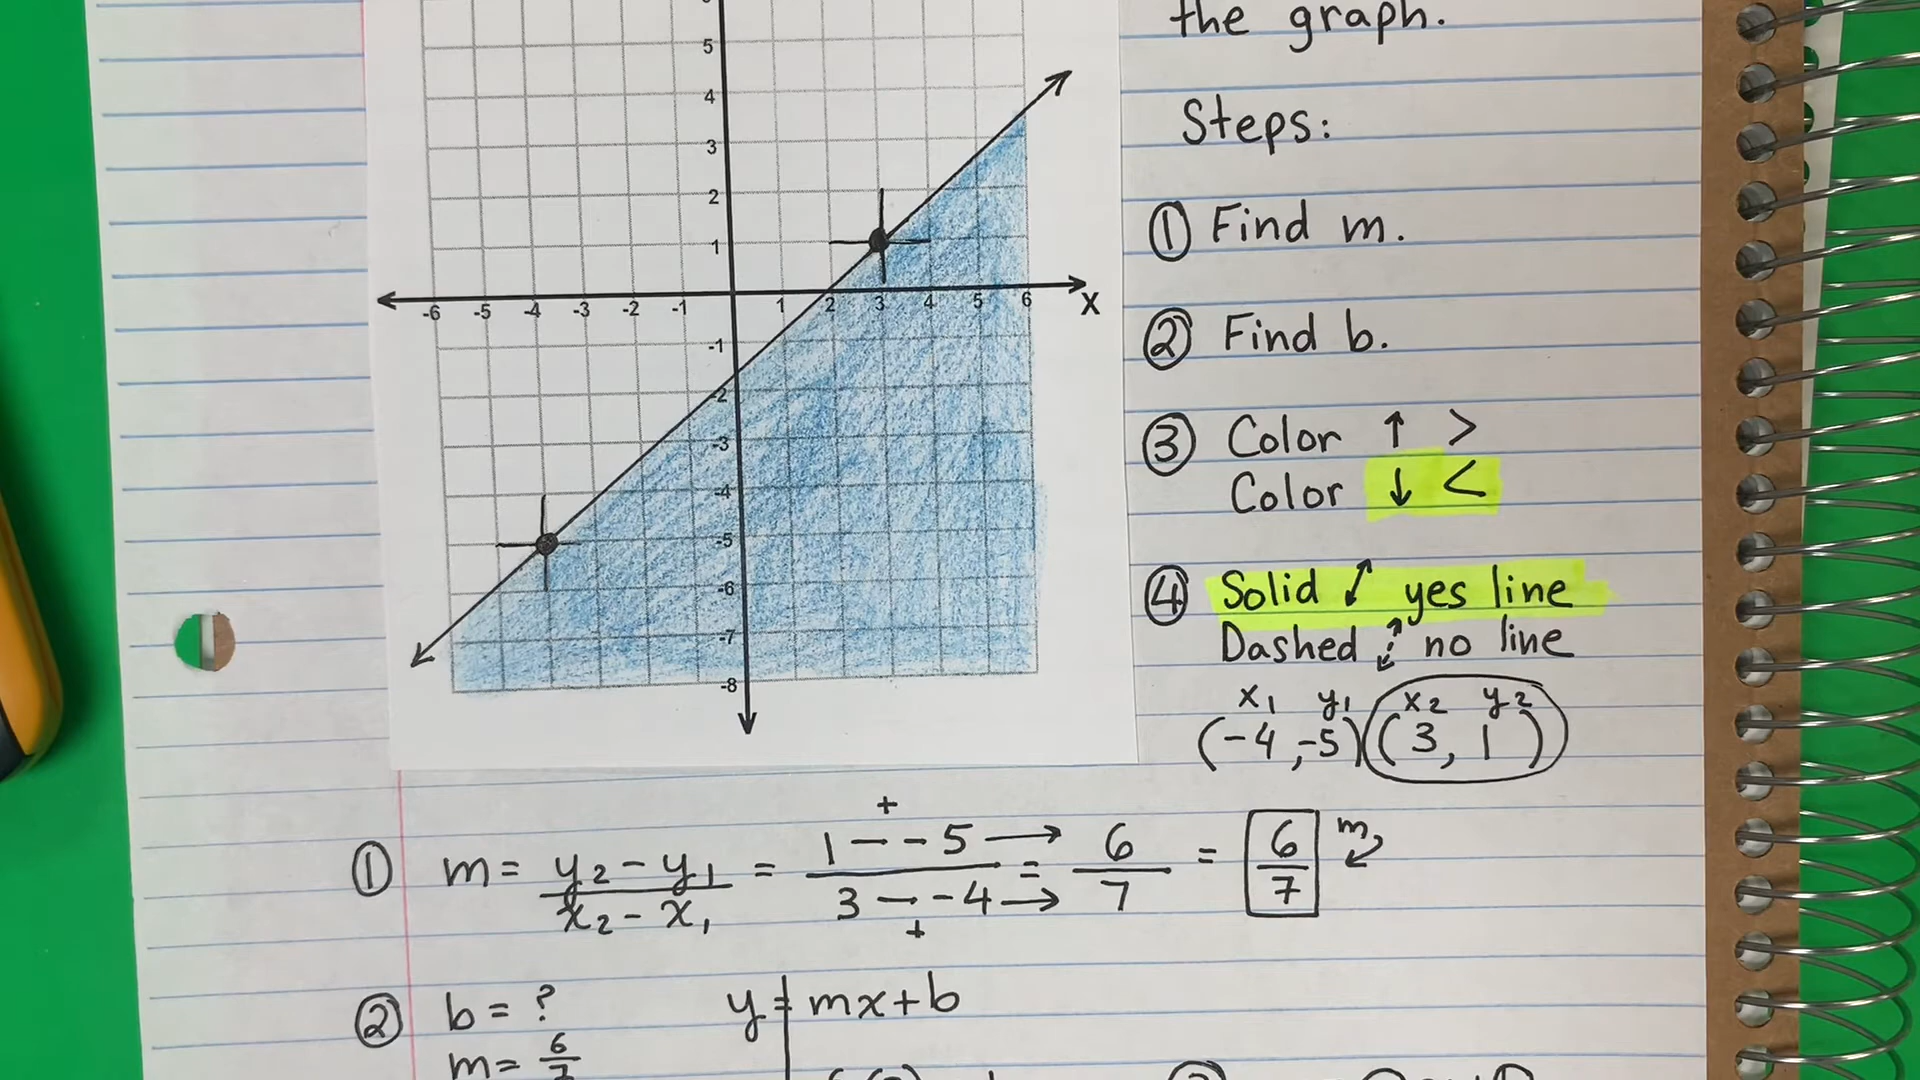 the graph.
Steps:
① Find m.
② Find b.
③ Color ↑ >
Color ↓ <
④ Solid ↗ yes line
Dashed ⤢ no line
x₁ y₁ x₂ y₂
(-4, -5) (3, 1)
5
4
3
2
1
-6 -5 -4 -3 -2 -1 1 2 3 4 5 6 X
-1
-2
-3
-4
-5
-6
-7
-8
+
① m = y₂ - y₁ / x₂ - x₁ = 1 - -5 → / 3 - -4 → = 6 / 7 = 6 / 7 m
+
② b = ? y = mx + b
m = 6/7